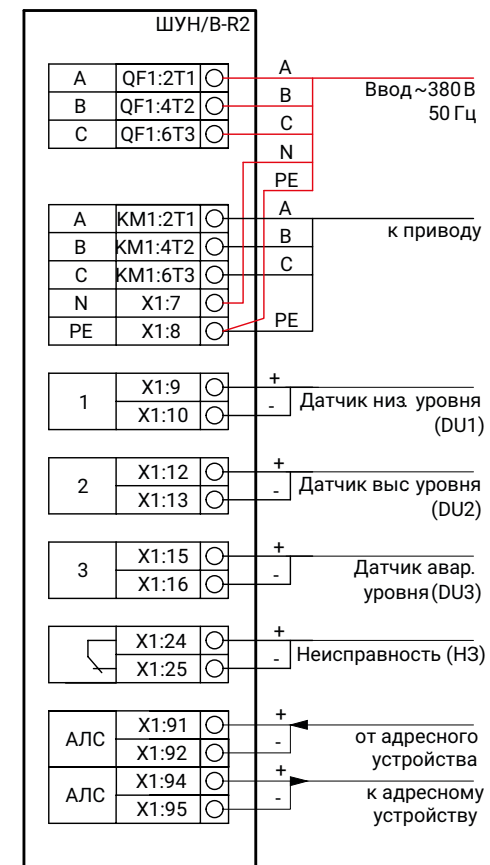 ШУН/В-R2
A QF1:2T1 A
B QF1:4T2 B
C QF1:6T3 C
N
PE
Ввод ~380 В
50 Гц
A KM1:2T1 A
B KM1:4T2 B
C KM1:6T3 C
N X1:7
PE X1:8 PE
к приводу
1
X1:9 +
X1:10 -
Датчик низ. уровня
(DU1)
2
X1:12 +
X1:13 -
Датчик выс уровня
(DU2)
3
X1:15 +
X1:16 -
Датчик авар.
уровня (DU3)
X1:24 +
X1:25 -
Неисправность (НЗ)
АЛС
X1:91 +
X1:92 -
от адресного
устройства
АЛС
X1:94 +
X1:95 -
к адресному
устройству